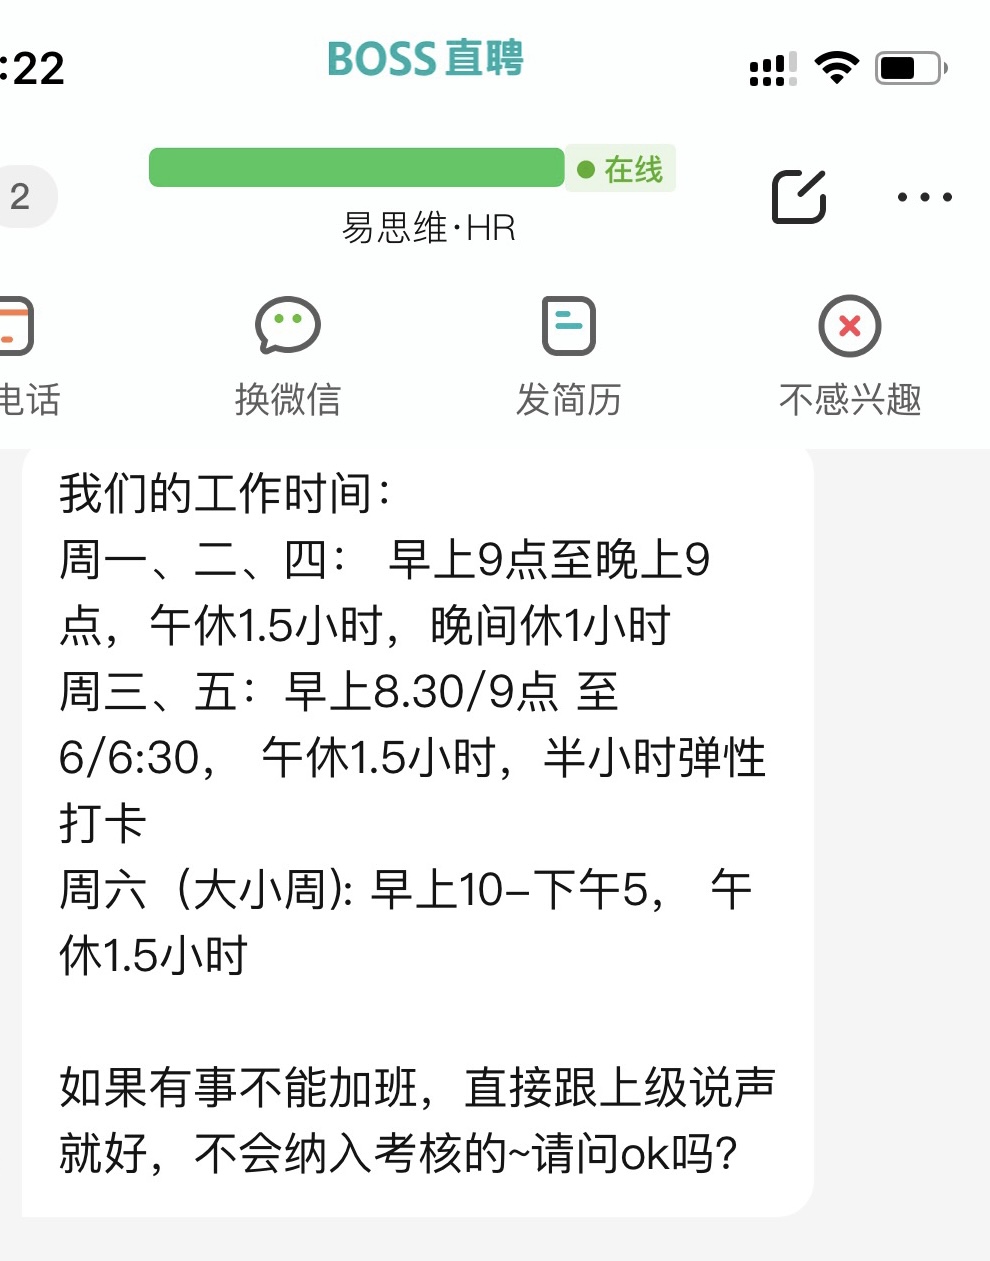 :22
BOSS 直聘
2
在线
易思维·HR
电话
换微信
发简历
不感兴趣
我们的工作时间：
周一、二、四： 早上9点至晚上9
点，午休1.5小时，晚间休1小时
周三、五：早上8.30/9点 至
6/6:30， 午休1.5小时，半小时弹性
打卡
周六（大小周): 早上10–下午5， 午
休1.5小时
如果有事不能加班，直接跟上级说声
就好，不会纳入考核的~请问ok吗？